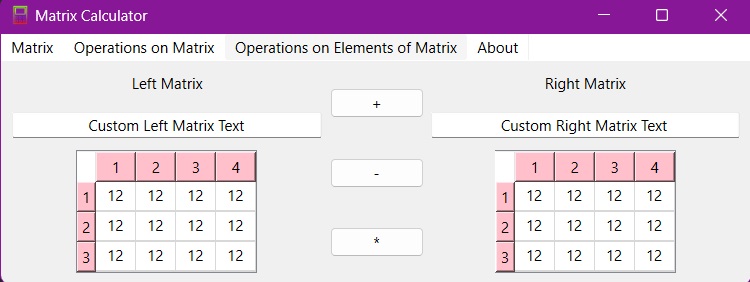 Matrix Calculator
Matrix Operations on Matrix Operations on Elements of Matrix About
Left Matrix
Right Matrix
+
Custom Left Matrix Text
Custom Right Matrix Text
1 2 3 4
1 12 12 12 12
2 12 12 12 12
3 12 12 12 12
-
*
1 2 3 4
1 12 12 12 12
2 12 12 12 12
3 12 12 12 12